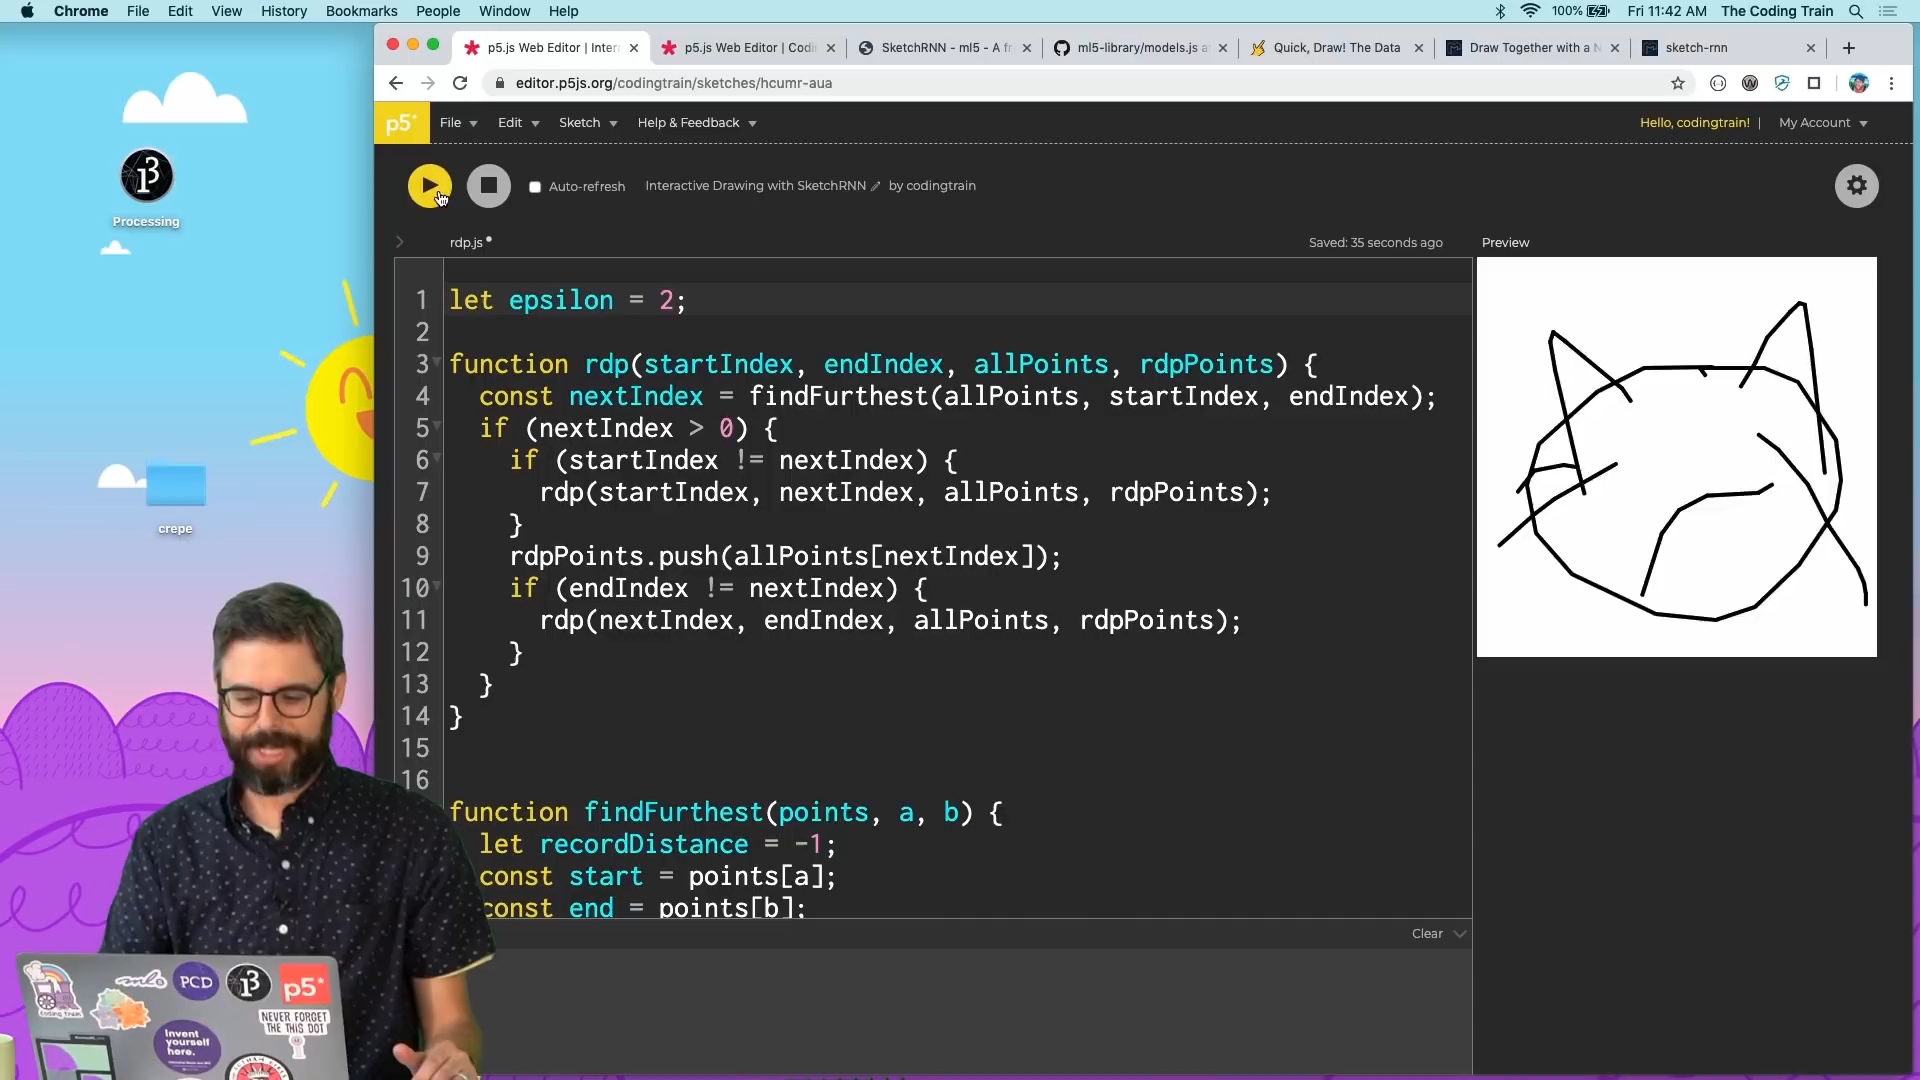 Chrome File Edit View History Bookmarks People Window Help 100% Fri 11:42 AM The Coding Train
p5.js Web Editor | Inter p5.js Web Editor | Codi SketchRNN - ml5 - A fr ml5-library/models.js a Quick, Draw! The Data Draw Together with a N sketch-rnn
editor.p5js.org/codingtrain/sketches/hcumr-aua
p5* File Edit Sketch Help & Feedback Hello, codingtrain! | My Account
Auto-refresh Interactive Drawing with SketchRNN by codingtrain
Processing
crepe
rdp.js Saved: 35 seconds ago Preview
1 let epsilon = 2;
2
3 function rdp(startIndex, endIndex, allPoints, rdpPoints) {
4 const nextIndex = findFurthest(allPoints, startIndex, endIndex);
5 if (nextIndex > 0) {
6 if (startIndex != nextIndex) {
7 rdp(startIndex, nextIndex, allPoints, rdpPoints);
8 }
9 rdpPoints.push(allPoints[nextIndex]);
10 if (endIndex != nextIndex) {
11 rdp(nextIndex, endIndex, allPoints, rdpPoints);
12 }
13 }
14 }
15
16
function findFurthest(points, a, b) {
let recordDistance = -1;
const start = points[a];
const end = points[b];
Clear
coding train
PCD
p5*
NEVER FORGET
THE THIS DOT
Invent
yourself
here.